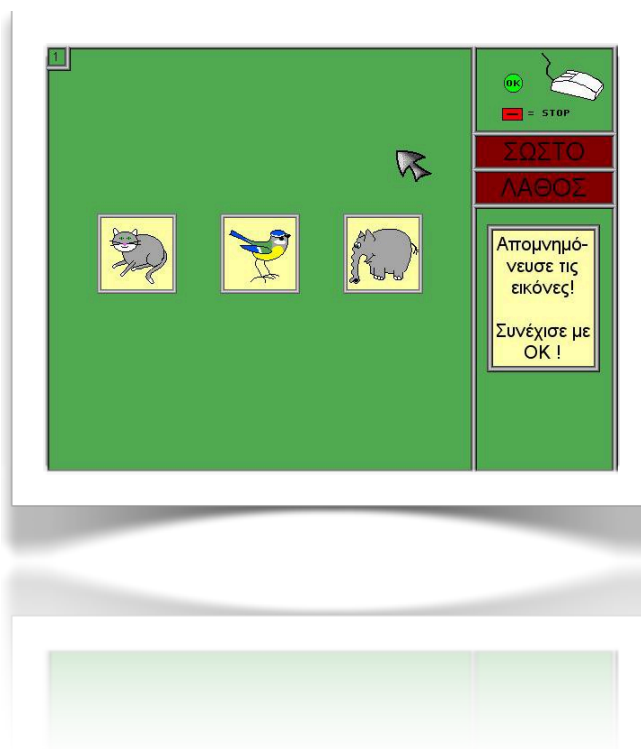 1
OK
= STOP
ΣΩΣΤΟ
ΛΑΘΟΣ
Απομνημό-
νευσε τις
εικόνες!
Συνέχισε με
OK !